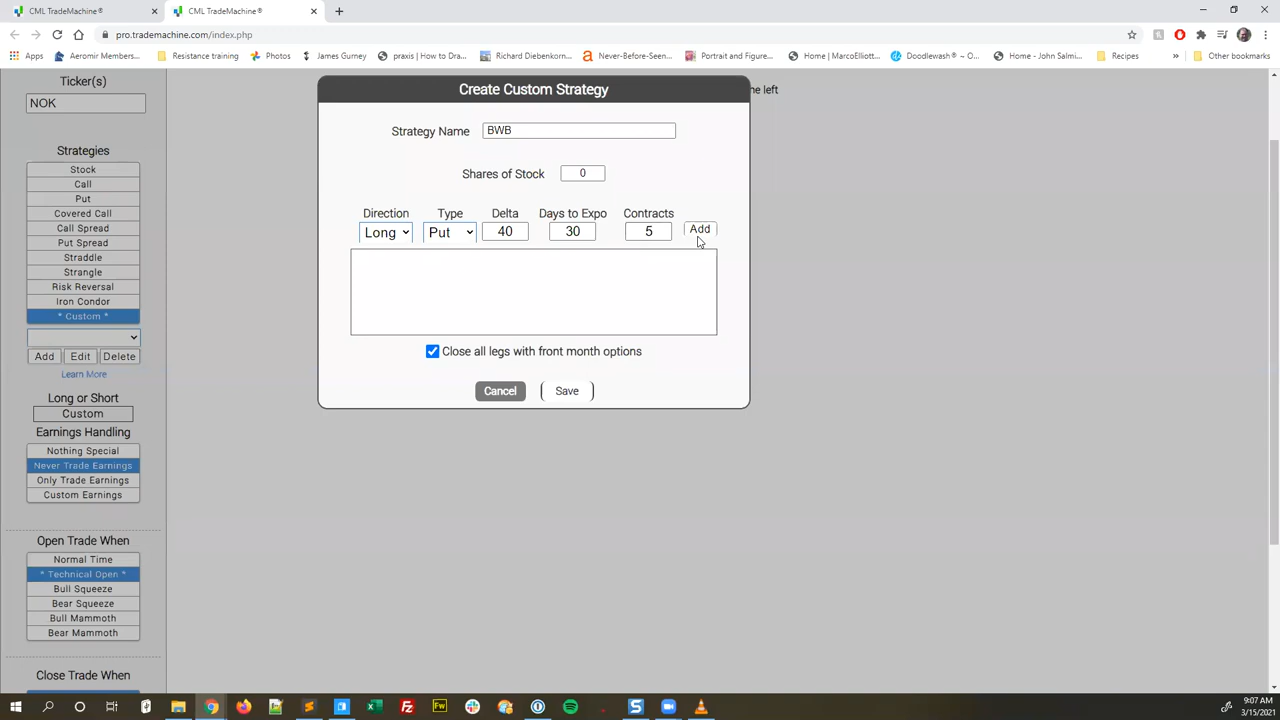 CML TradeMachine®
CML TradeMachine®
pro.trademachine.com/index.php
Apps Aeromir Members... Resistance training Photos James Gurney praxis | How to Dra... Richard Diebenkorn... Never-Before-Seen... Portrait and Figure... Home | MarcoElliott... Doodlewash® ~ O... Home - John Salmi... Recipes » Other bookmarks
Ticker(s)
NOK
Strategies
Stock
Call
Put
Covered Call
Call Spread
Put Spread
Straddle
Strangle
Risk Reversal
Iron Condor
* Custom *
Add Edit Delete
Learn More
Long or Short
Custom
Earnings Handling
Nothing Special
Never Trade Earnings
Only Trade Earnings
Custom Earnings
Open Trade When
Normal Time
* Technical Open *
Bull Squeeze
Bear Squeeze
Bull Mammoth
Bear Mammoth
Close Trade When
Create Custom Strategy
he left
Strategy Name BWB
Shares of Stock 0
Direction Type Delta Days to Expo Contracts
Long Put 40 30 5 Add
Close all legs with front month options
Cancel Save
9:07 AM
3/15/2021